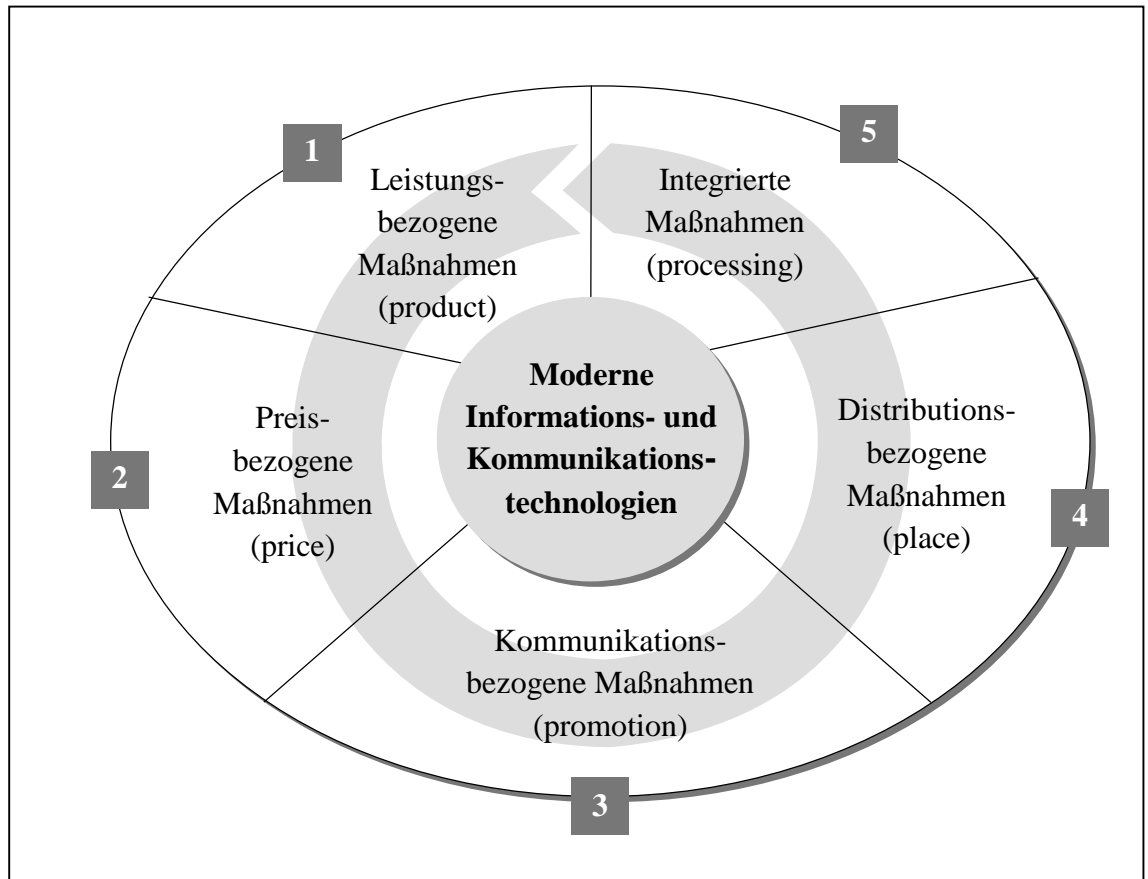 1
Leistungs-
bezogene
Maßnahmen
(product)
2
Preis-
bezogene
Maßnahmen
(price)
3
Kommunikations-
bezogene Maßnahmen
(promotion)
4
Distributions-
bezogene
Maßnahmen
(place)
5
Integrierte
Maßnahmen
(processing)
Moderne
Informations- und
Kommunikations-
technologien